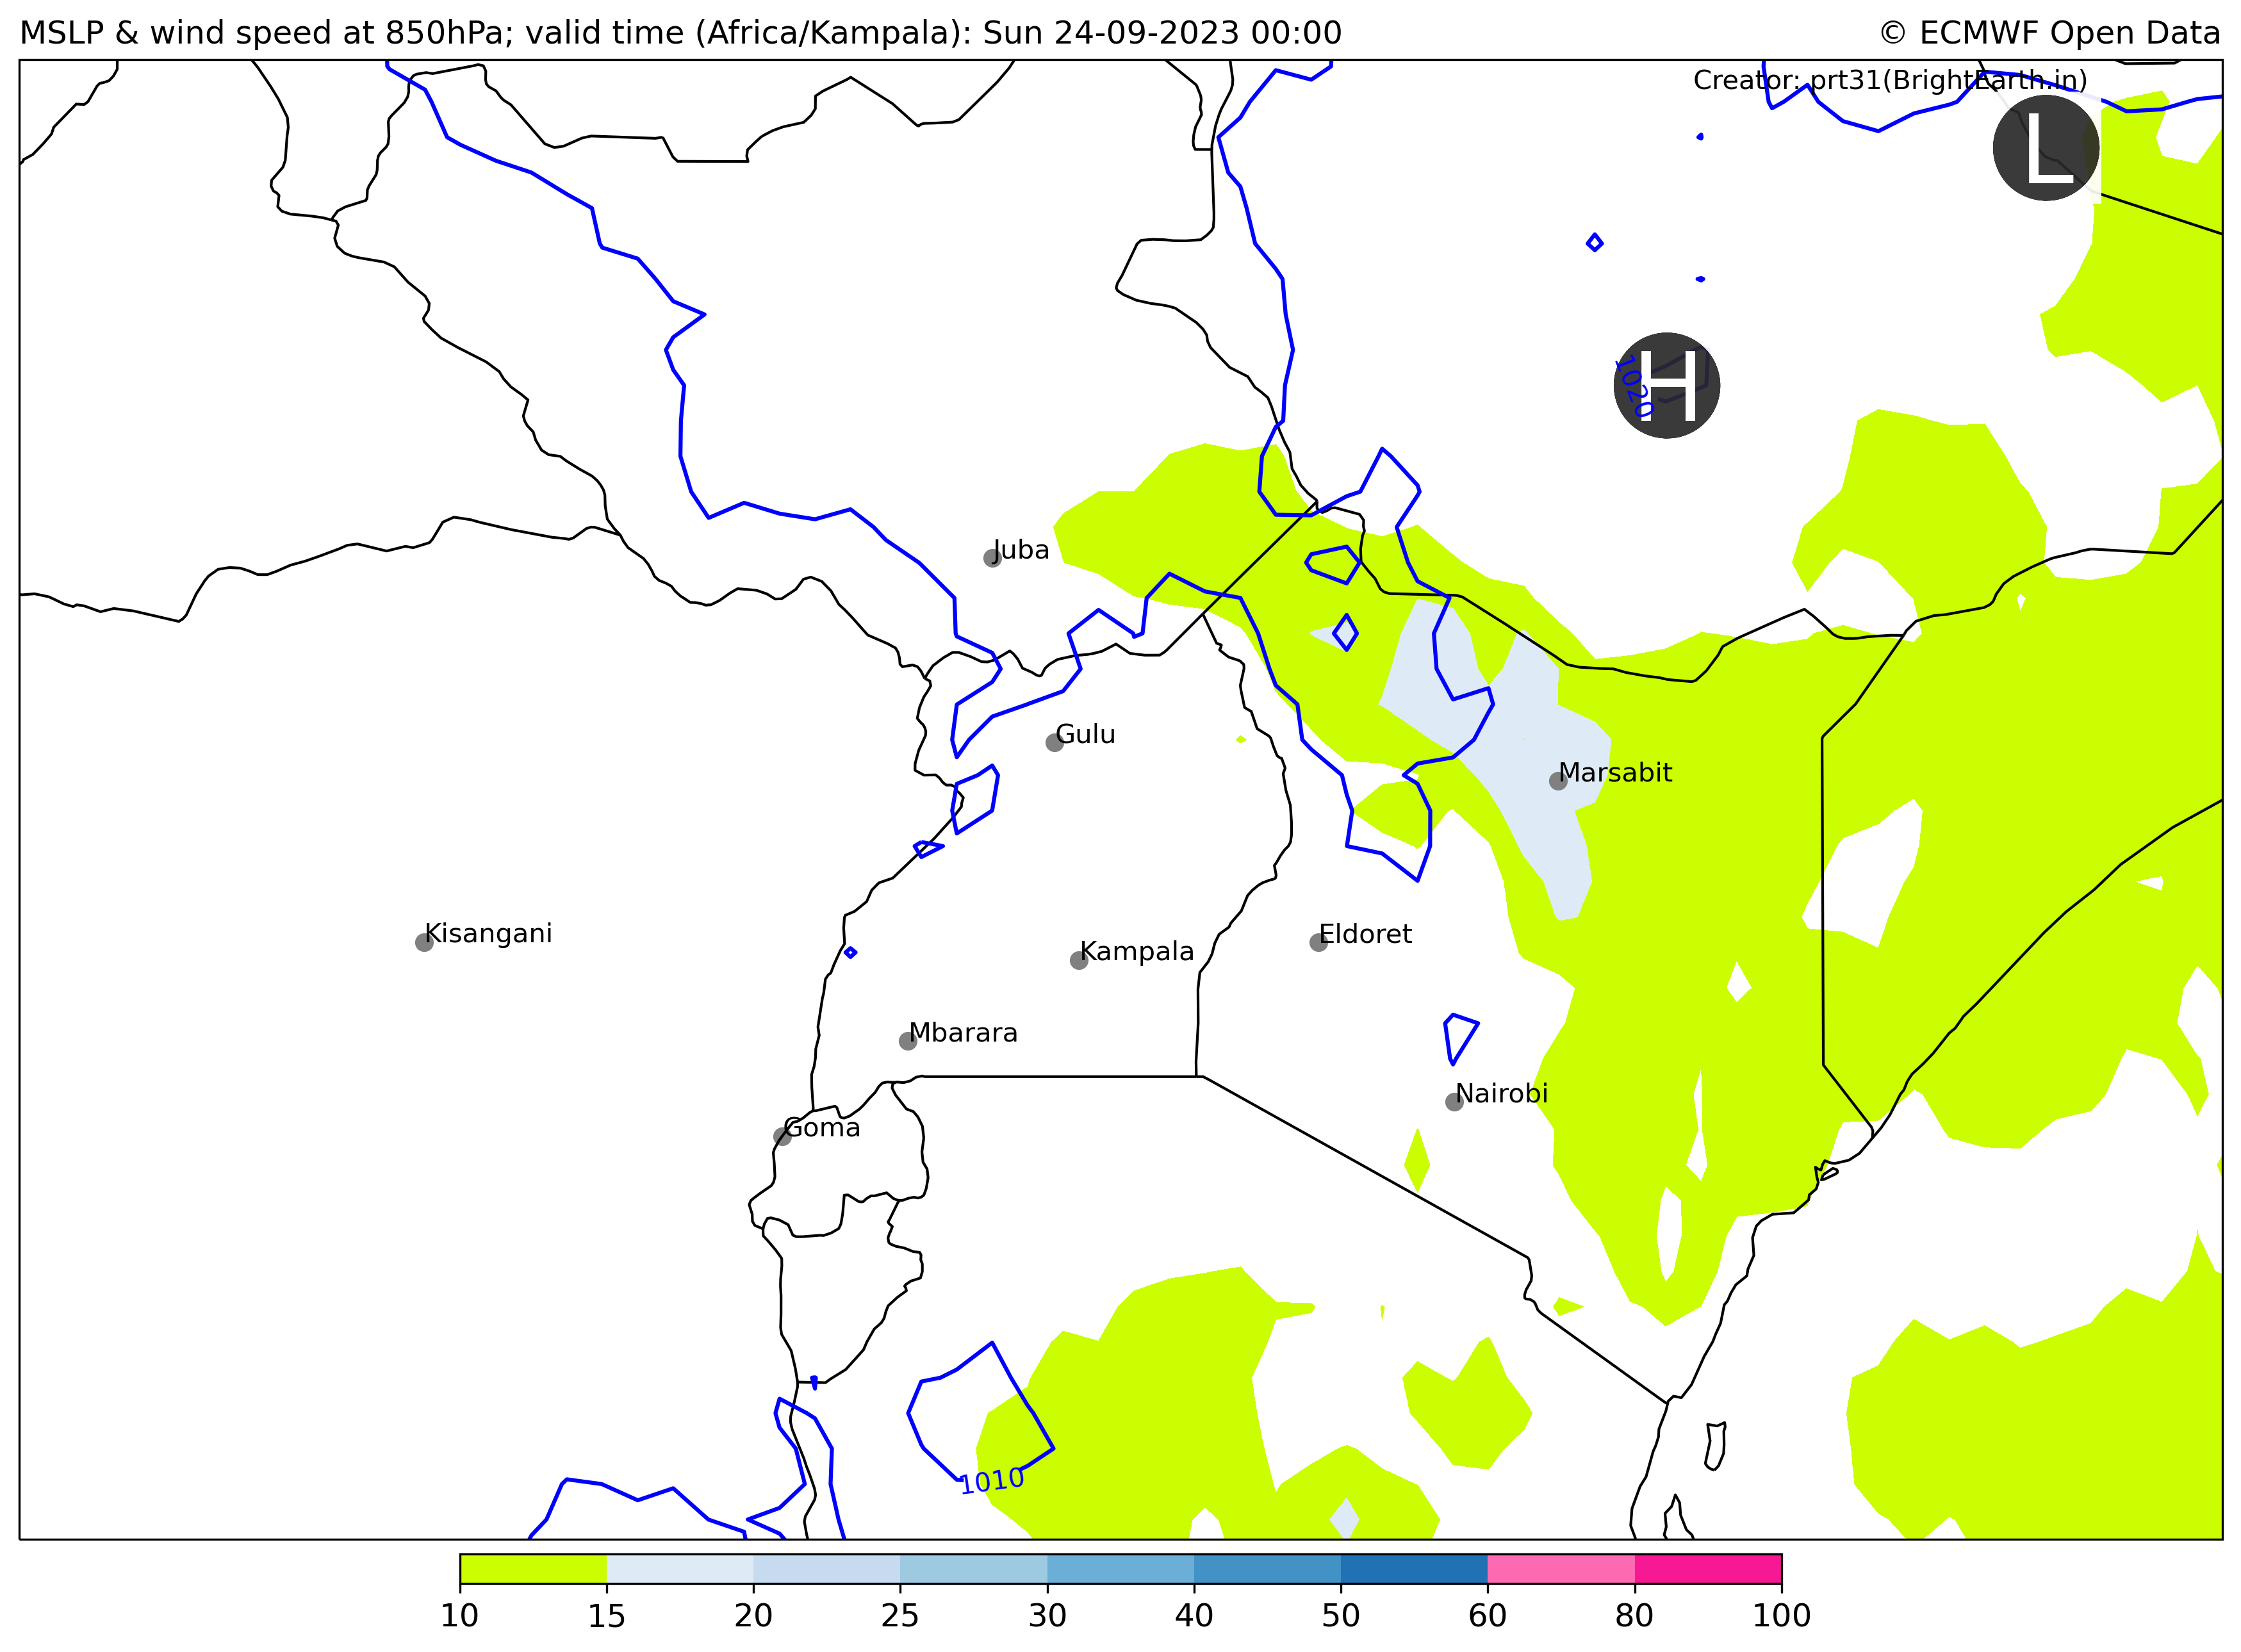 MSLP & wind speed at 850hPa; valid time (Africa/Kampala): Sun 24-09-2023 00:00
© ECMWF Open Data
Creator: prt31(BrightEarth.in)
L
H
1020
Juba
Gulu
Marsabit
Kisangani
Eldoret
Kampala
Mbarara
Nairobi
Goma
1010
10 15 20 25 30 40 50 60 80 100